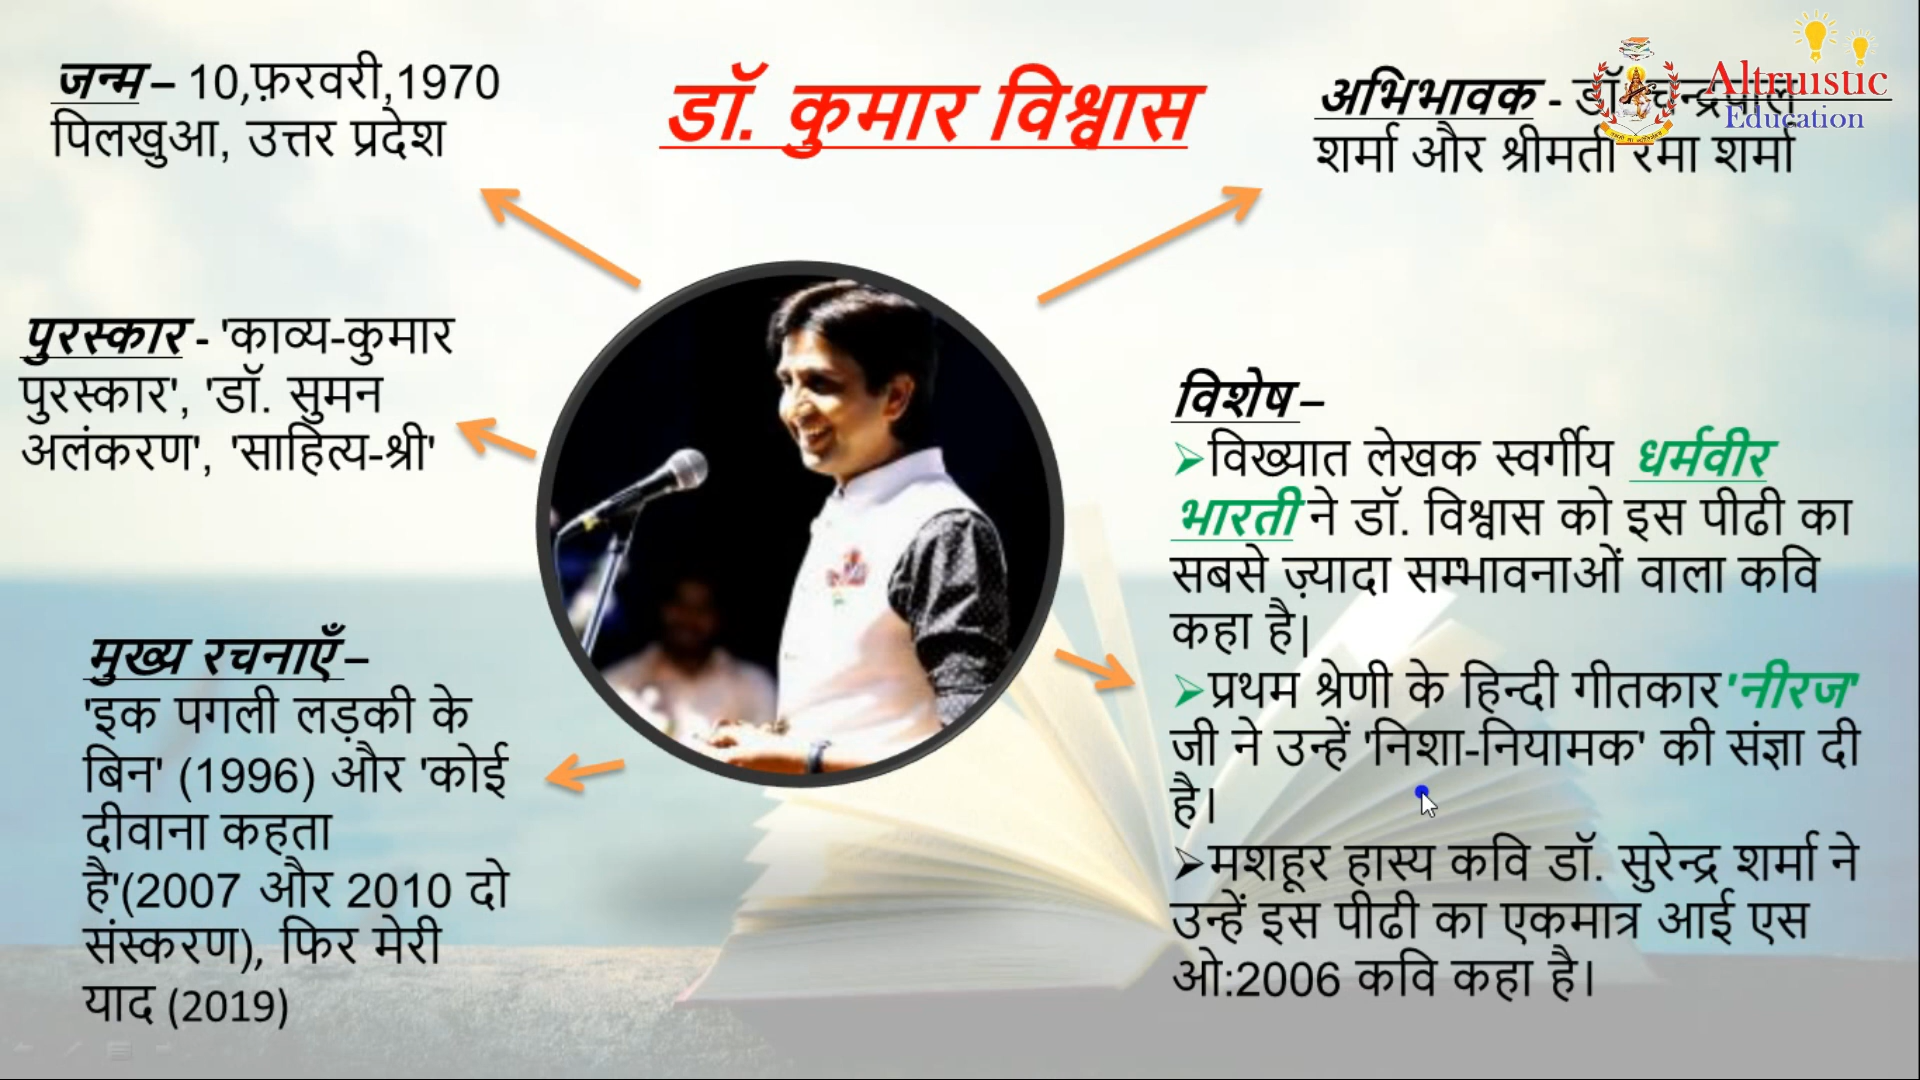 डॉ. कुमार विश्वास
जन्म – 10,फ़रवरी,1970
पिलखुआ, उत्तर प्रदेश
अभिभावक - डॉ. चन्द्रपाल
शर्मा और श्रीमती रमा शर्मा
Altruistic
Education
पुरस्कार - 'काव्य-कुमार
पुरस्कार', 'डॉ. सुमन
अलंकरण', 'साहित्य-श्री'
मुख्य रचनाएँ –
'इक पगली लड़की के
बिन' (1996) और 'कोई
दीवाना कहता
है'(2007 और 2010 दो
संस्करण), फिर मेरी
याद (2019)
विशेष –
➢विख्यात लेखक स्वर्गीय धर्मवीर
भारती ने डॉ. विश्वास को इस पीढी का
सबसे ज़्यादा सम्भावनाओं वाला कवि
कहा है।
➢प्रथम श्रेणी के हिन्दी गीतकार 'नीरज'
जी ने उन्हें 'निशा-नियामक' की संज्ञा दी
है।
➢मशहूर हास्य कवि डॉ. सुरेन्द्र शर्मा ने
उन्हें इस पीढी का एकमात्र आई एस
ओ:2006 कवि कहा है।